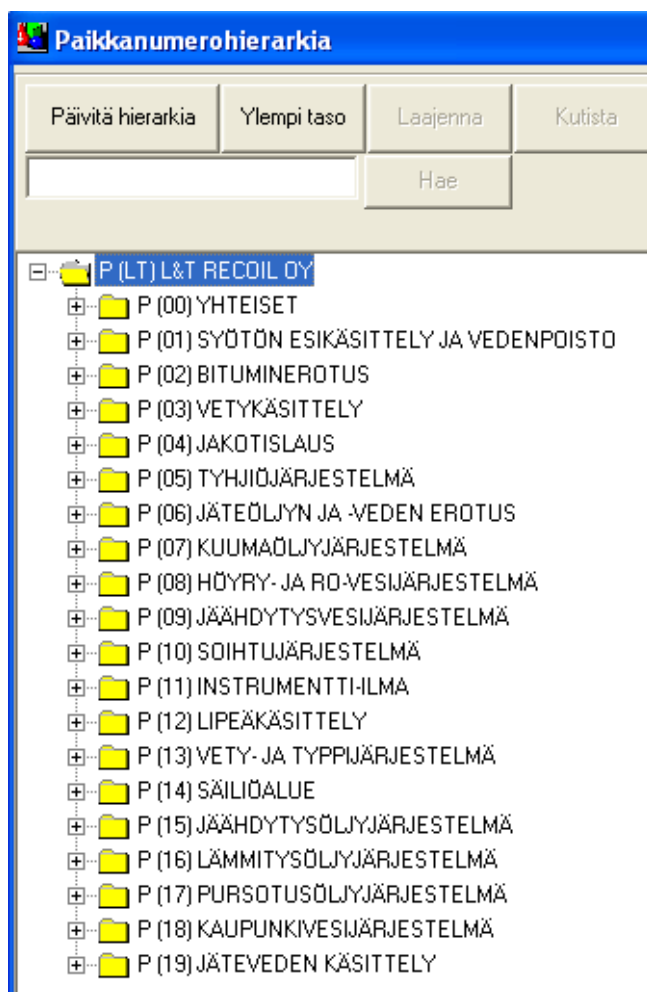 Paikkanumerohierarkia
Päivitä hierarkia Ylempi taso Laajenna Kutista
Hae
P (LT) L&T RECOIL OY
P (00) YHTEISET
P (01) SYÖTÖN ESIKÄSITTELY JA VEDENPOISTO
P (02) BITUMINEROTUS
P (03) VETYKÄSITTELY
P (04) JAKOTISLAUS
P (05) TYHJIÖJÄRJESTELMÄ
P (06) JÄTEÖLJYN JA -VEDEN EROTUS
P (07) KUUMAÖLJYJÄRJESTELMÄ
P (08) HÖYRY- JA RO-VESIJÄRJESTELMÄ
P (09) JÄÄHDYTYSVESIJÄRJESTELMÄ
P (10) SOIHTUJÄRJESTELMÄ
P (11) INSTRUMENTTI-ILMA
P (12) LIPEÄKÄSITTELY
P (13) VETY- JA TYPPIJÄRJESTELMÄ
P (14) SÄILIÖALUE
P (15) JÄÄHDYTYSÖLJYJÄRJESTELMÄ
P (16) LÄMMITYSÖLJYJÄRJESTELMÄ
P (17) PURSOTUSÖLJYJÄRJESTELMÄ
P (18) KAUPUNKIVESIJÄRJESTELMÄ
P (19) JÄTEVEDEN KÄSITTELY